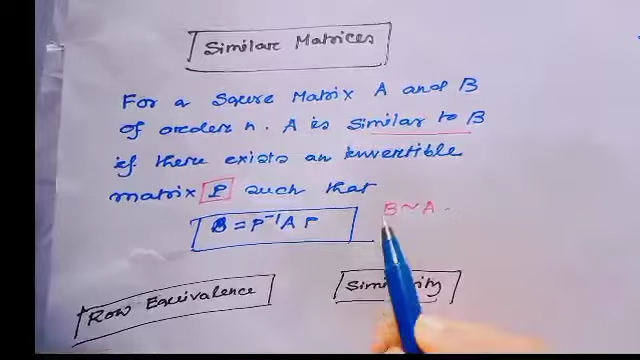 Similar Matrices
For a Squre Matrix A and B
of order n. A is similar to B
if there exists an invertible
matrix P such that
B = P⁻¹AP B ~ A.
Row Equivalence Similarity